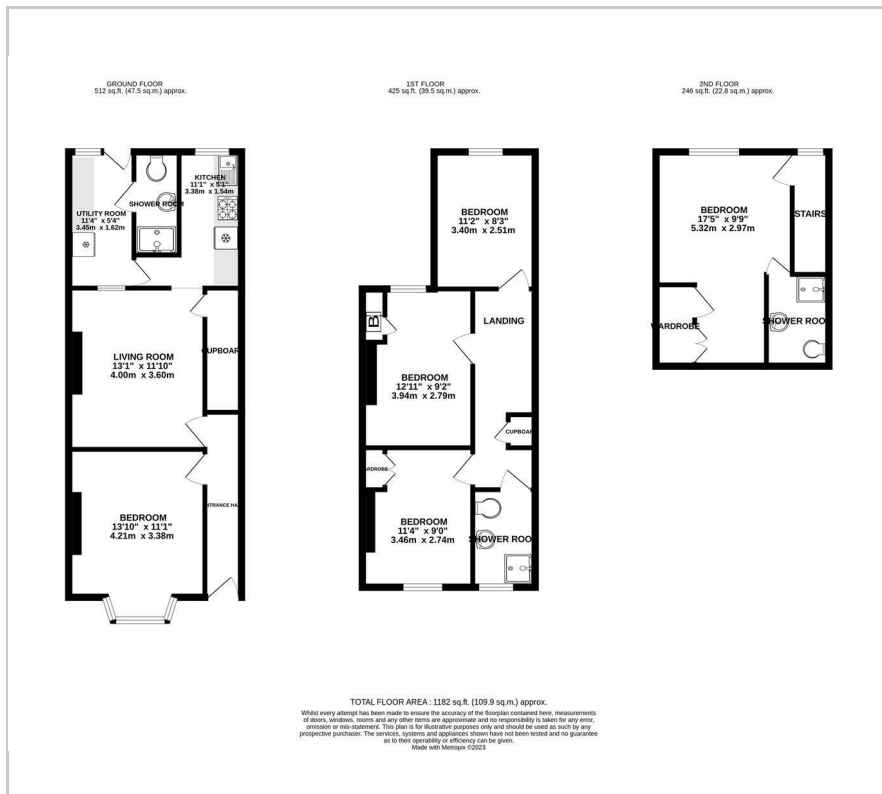 GROUND FLOOR
512 sq.ft. (47.5 sq.m.) approx.
KITCHEN
11'1" x 5'1"
3.38m x 1.54m
SHOWER ROOM
UTILITY ROOM
11'4" x 5'4"
3.45m x 1.62m
LIVING ROOM
13'1" x 11'10"
4.00m x 3.60m
CUPBOAR
ENTRANCE HA
BEDROOM
13'10" x 11'1"
4.21m x 3.38m
1ST FLOOR
425 sq.ft. (39.5 sq.m.) approx.
BEDROOM
11'2" x 8'3"
3.40m x 2.51m
LANDING
B
BEDROOM
12'11" x 9'2"
3.94m x 2.79m
CUPBOAR
ARDROBE
BEDROOM
11'4" x 9'0"
3.46m x 2.74m
SHOWER ROO
2ND FLOOR
246 sq.ft. (22.8 sq.m.) approx.
BEDROOM
17'5" x 9'9"
5.32m x 2.97m
STAIRS
WARDROBE
SHOWER ROO
TOTAL FLOOR AREA : 1182 sq.ft. (109.9 sq.m.) approx.
Whilst every attempt has been made to ensure the accuracy of the floorplan contained here, measurements
of doors, windows, rooms and any other items are approximate and no responsibility is taken for any error,
omission or mis-statement. This plan is for illustrative purposes only and should be used as such by any
prospective purchaser. The services, systems and appliances shown have not been tested and no guarantee
as to their operability or efficiency can be given.
Made with Metropix ©2023